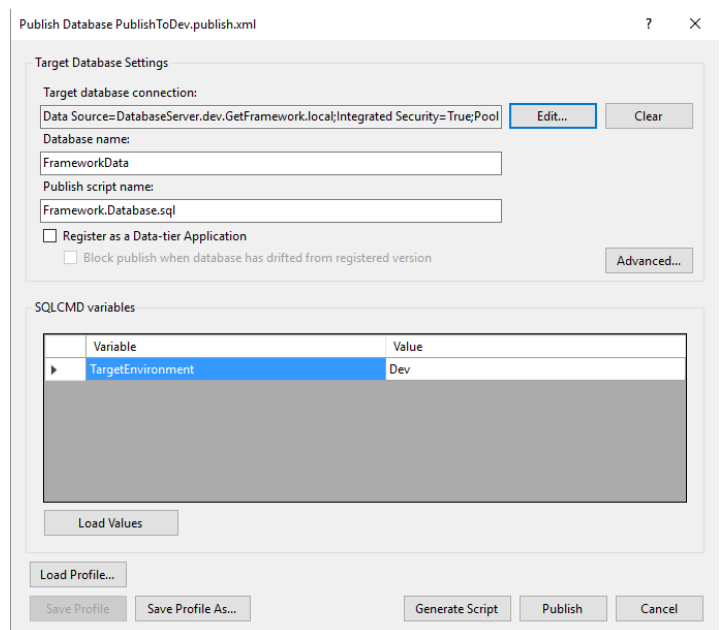 Publish Database PublishToDev.publish.xml
?
Target Database Settings
Target database connection:
Data Source=DatabaseServer.dev.GetFramework.local;Integrated Security=True;Pool
Edit...
Clear
Database name:
FrameworkData
Publish script name:
Framework.Database.sql
Register as a Data-tier Application
Block publish when database has drifted from registered version
Advanced...
SQLCMD variables
Variable Value
TargetEnvironment Dev
Load Values
Load Profile...
Save Profile Save Profile As... Generate Script Publish Cancel